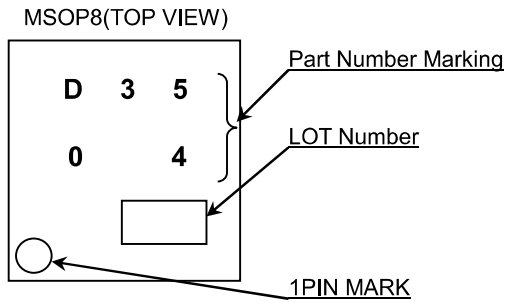 MSOP8(TOP VIEW)
Part Number Marking
D 3 5
0 4
LOT Number
1PIN MARK